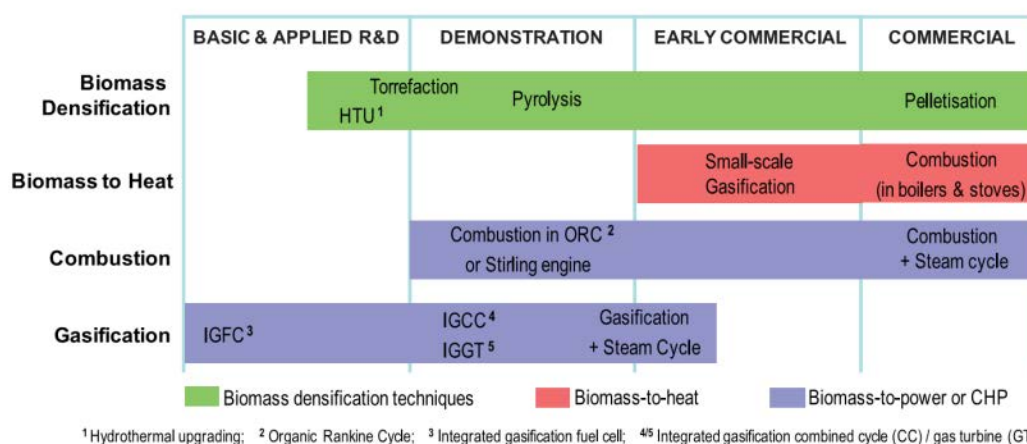 BASIC & APPLIED R&D DEMONSTRATION EARLY COMMERCIAL COMMERCIAL
Biomass
Densification
Torrefaction
HTU ¹
Pyrolysis
Pelletisation
Biomass to Heat
Small-scale
Gasification
Combustion
(in boilers & stoves)
Combustion
Combustion in ORC ²
or Stirling engine
Combustion
+ Steam cycle
Gasification
IGFC ³
IGCC ⁴
IGGT ⁵
Gasification
+ Steam Cycle
Biomass densification techniques Biomass-to-heat Biomass-to-power or CHP
¹ Hydrothermal upgrading; ² Organic Rankine Cycle; ³ Integrated gasification fuel cell; ⁴/⁵ Integrated gasification combined cycle (CC) / gas turbine (GT